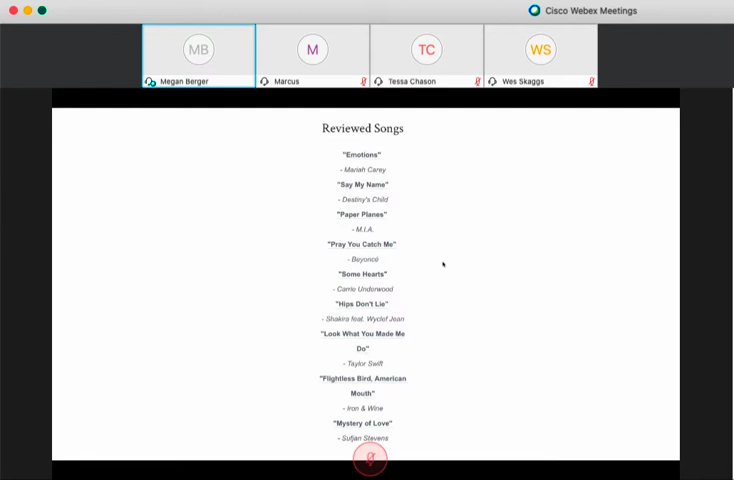 Cisco Webex Meetings
MB
M
TC
WS
Megan Berger
Marcus
Tessa Chason
Wes Skaggs
Reviewed Songs
"Emotions"
- Mariah Carey
"Say My Name"
- Destiny's Child
"Paper Planes"
- M.I.A.
"Pray You Catch Me"
- Beyoncé
"Some Hearts"
- Carrie Underwood
"Hips Don't Lie"
- Shakira feat. Wyclef Jean
"Look What You Made Me
Do"
- Taylor Swift
"Flightless Bird, American
Mouth"
- Iron & Wine
"Mystery of Love"
- Sufjan Stevens